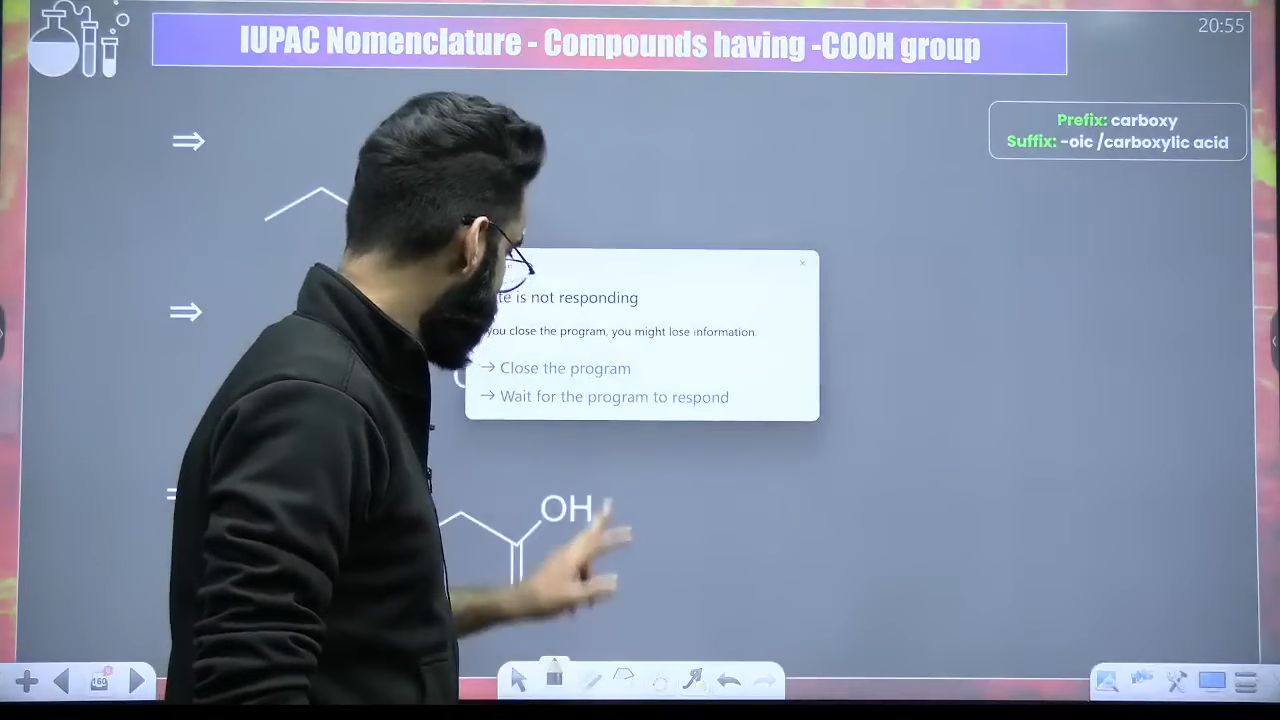 IUPAC Nomenclature - Compounds having -COOH group
20:55
Prefix: carboxy
Suffix: -oic /carboxylic acid
is not responding
you close the program, you might lose information.
→ Close the program
→ Wait for the program to respond
OH
160